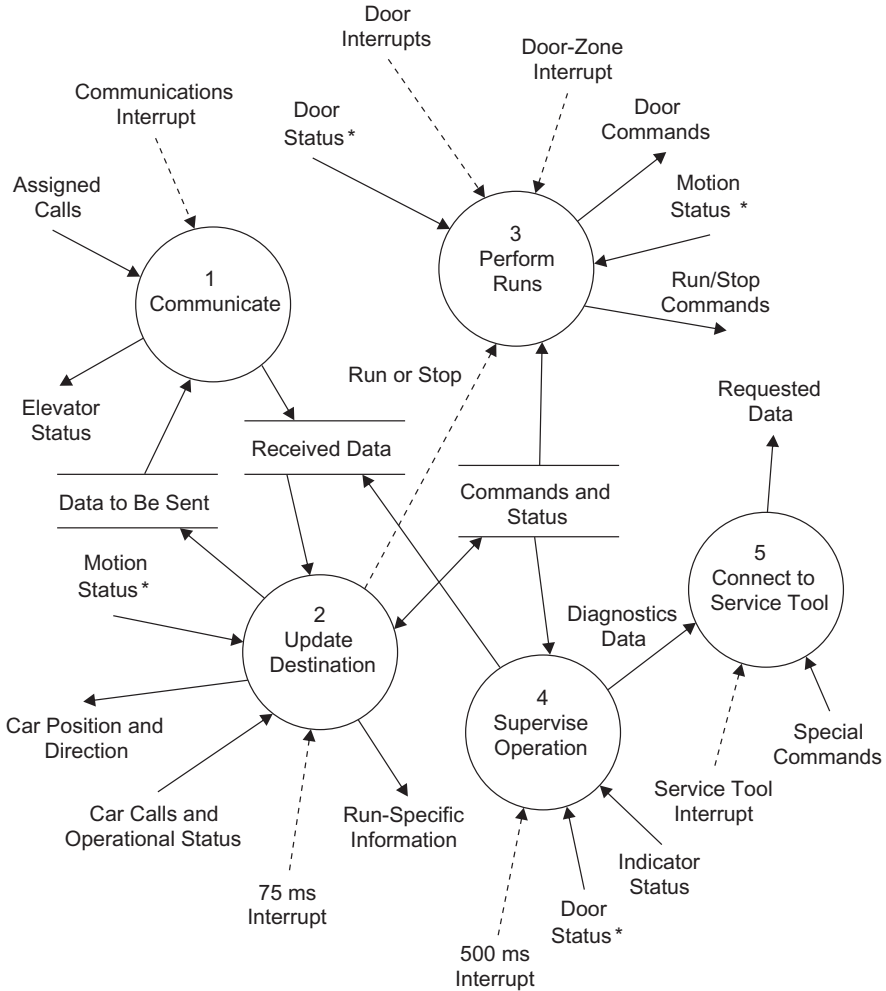 Door
Interrupts
Door-Zone
Interrupt
Communications
Interrupt
Door
Status *
Door
Commands
Assigned
Calls
Motion
Status *
3
Perform
Runs
1
Communicate
Run/Stop
Commands
Run or Stop
Requested
Data
Elevator
Status
Received Data
Data to Be Sent
Commands and
Status
Motion
Status *
5
Connect to
Service Tool
2
Update
Destination
Diagnostics
Data
4
Supervise
Operation
Car Position and
Direction
Special
Commands
Car Calls and
Operational Status
Run-Specific
Information
Service Tool
Interrupt
Indicator
Status
75 ms
Interrupt
Door
Status *
500 ms
Interrupt